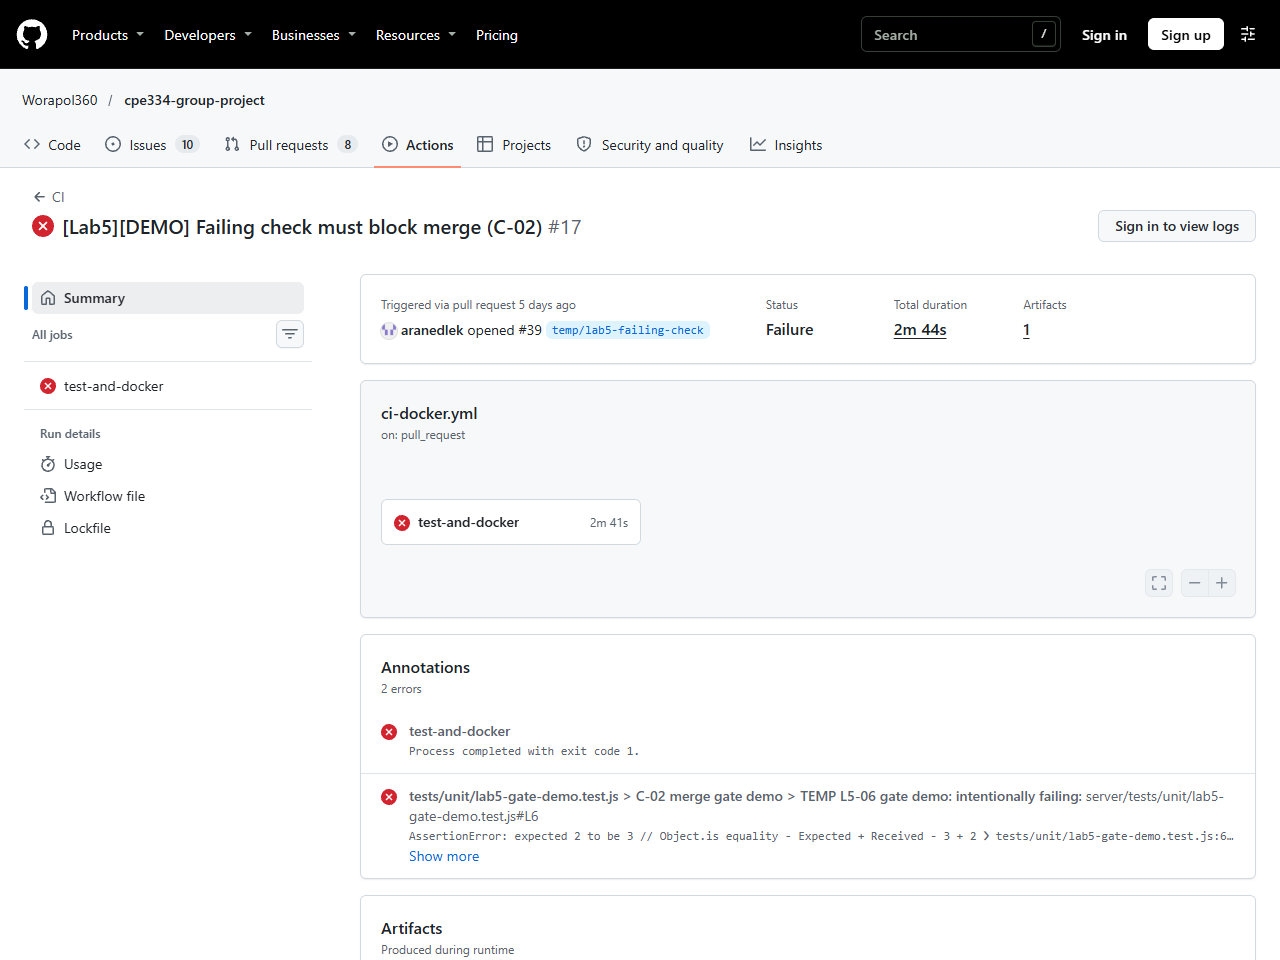 Products
Developers
Businesses
Resources
Pricing
Search
/
Sign in
Sign up
Worapol360 / cpe334-group-project
Code
Issues 10
Pull requests 8
Actions
Projects
Security and quality
Insights
CI
[Lab5][DEMO] Failing check must block merge (C-02) #17
Sign in to view logs
Summary
All jobs
test-and-docker
Run details
Usage
Workflow file
Lockfile
Triggered via pull request 5 days ago
aranedlek opened #39 temp/lab5-failing-check
Status
Failure
Total duration
2m 44s
Artifacts
1
ci-docker.yml
on: pull_request
test-and-docker
2m 41s
Annotations
2 errors
test-and-docker
Process completed with exit code 1.
tests/unit/lab5-gate-demo.test.js > C-02 merge gate demo > TEMP L5-06 gate demo: intentionally failing: server/tests/unit/lab5-
gate-demo.test.js#L6
AssertionError: expected 2 to be 3 // Object.is equality - Expected + Received - 3 + 2 ❯ tests/unit/lab5-gate-demo.test.js:6…
Show more
Artifacts
Produced during runtime